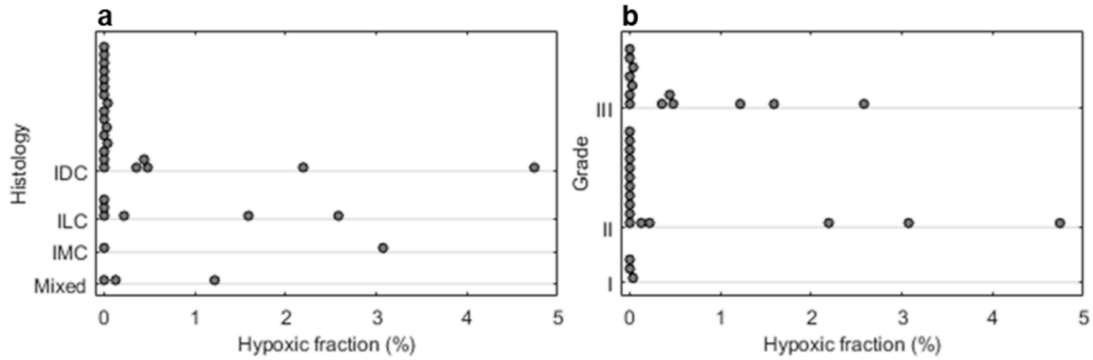 a
Histology
IDC
ILC
IMC
Mixed
0 1 2 3 4 5
Hypoxic fraction (%)
b
Grade
III
II
I
0 1 2 3 4 5
Hypoxic fraction (%)